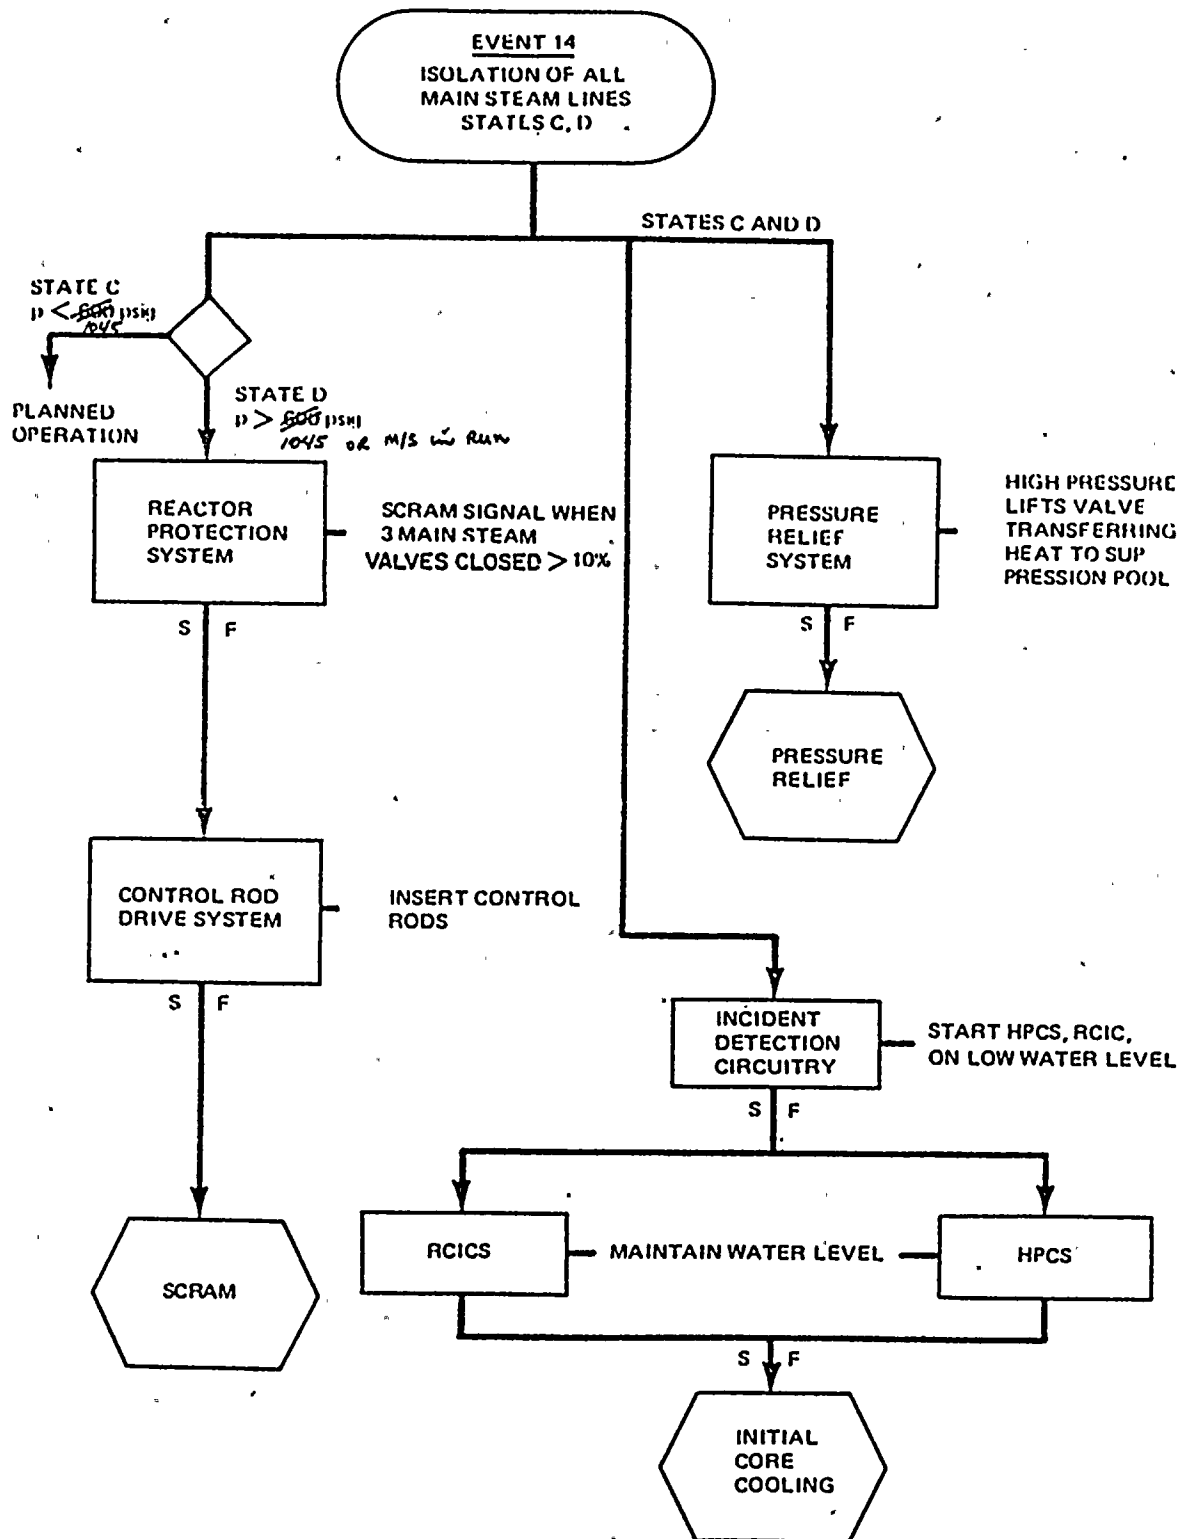 EVENT 14
ISOLATION OF ALL
MAIN STEAM LINES
STATES C, D
STATES C AND D
STATE C
p < 600 psig
1045
PLANNED
OPERATION
STATE D
p > 600 psig
1045 OR M/S in Run
REACTOR
PROTECTION
SYSTEM
SCRAM SIGNAL WHEN
3 MAIN STEAM
VALVES CLOSED > 10%
PRESSURE
RELIEF
SYSTEM
HIGH PRESSURE
LIFTS VALVE
TRANSFERRING
HEAT TO SUP
PRESSION POOL
S F
S F
PRESSURE
RELIEF
CONTROL ROD
DRIVE SYSTEM
INSERT CONTROL
RODS
S F
INCIDENT
DETECTION
CIRCUITRY
START HPCS, RCIC,
ON LOW WATER LEVEL
S F
RCICS
MAINTAIN WATER LEVEL
HPCS
SCRAM
S F
INITIAL
CORE
COOLING